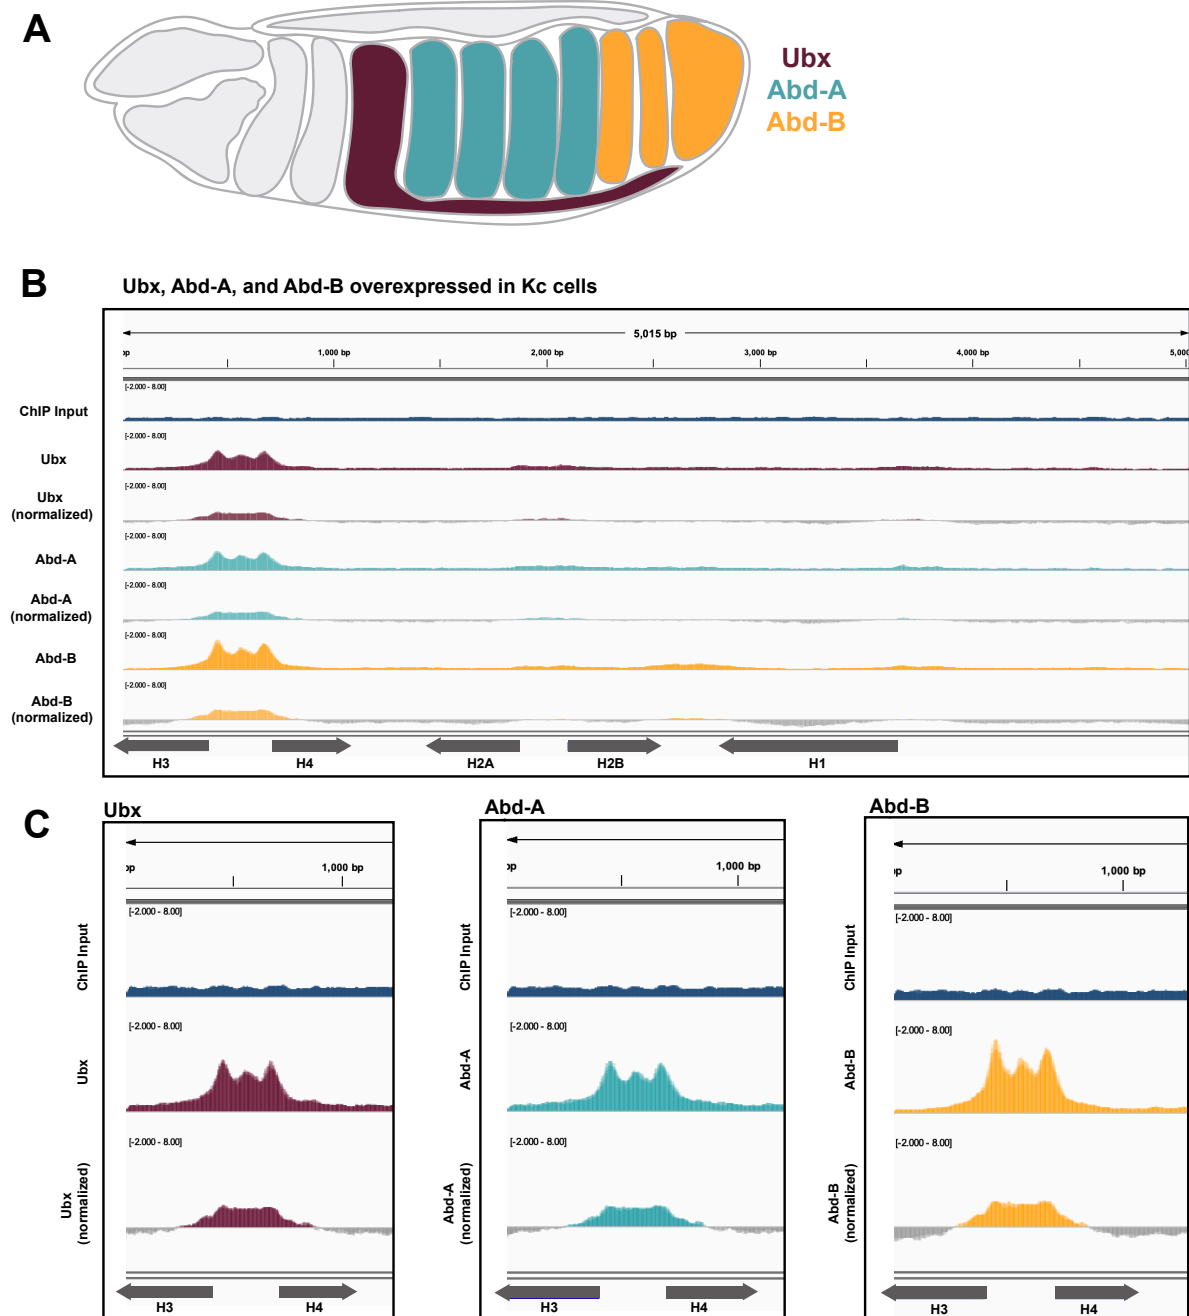 A
Ubx
Abd-A
Abd-B
B
Ubx, Abd-A, and Abd-B overexpressed in Kc cells
5,015 bp
op 1,000 bp 2,000 bp 3,000 bp 4,000 bp 5,000
[-2.000 - 8.00]
ChIP Input
[-2.000 - 8.00]
Ubx
[-2.000 - 8.00]
Ubx
(normalized)
[-2.000 - 8.00]
Abd-A
[-2.000 - 8.00]
Abd-A
(normalized)
[-2.000 - 8.00]
Abd-B
[-2.000 - 8.00]
Abd-B
(normalized)
H3 H4 H2A H2B H1
C
Ubx
op 1,000 bp
[-2.000 - 8.00]
ChIP Input
[-2.000 - 8.00]
Ubx
[-2.000 - 8.00]
Ubx
(normalized)
H3 H4
Abd-A
op 1,000 bp
[-2.000 - 8.00]
ChIP Input
[-2.000 - 8.00]
Abd-A
[-2.000 - 8.00]
Abd-A
(normalized)
H3 H4
Abd-B
op 1,000 bp
[-2.000 - 8.00]
ChIP Input
[-2.000 - 8.00]
Abd-B
[-2.000 - 8.00]
Abd-B
(normalized)
H3 H4